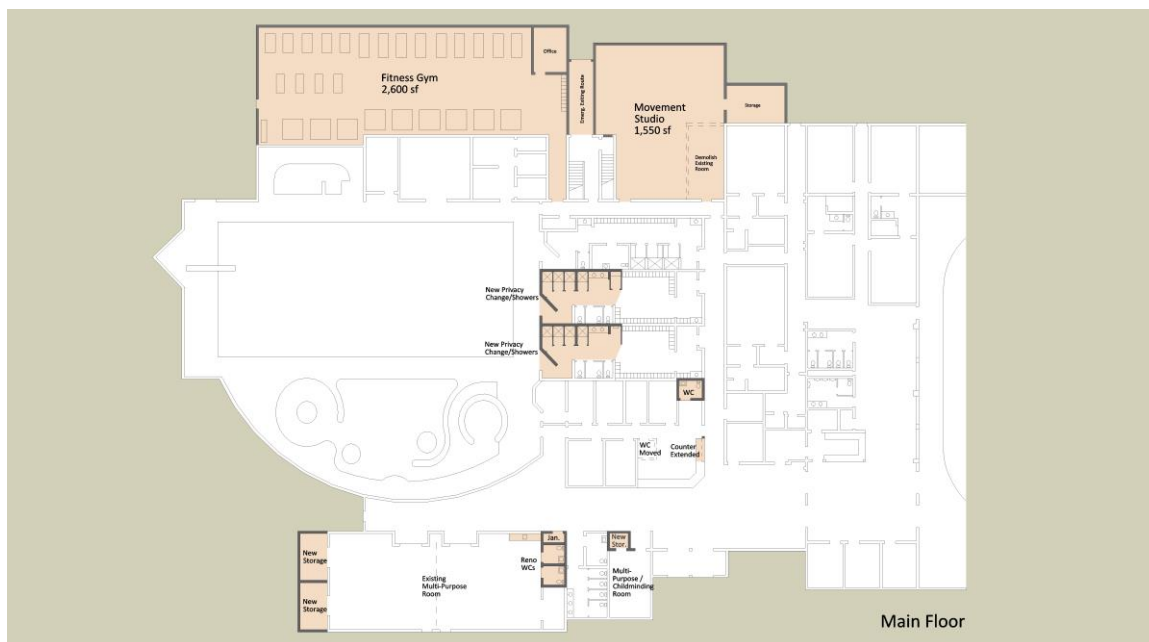 Office
Fitness Gym
2,600 sf
Emerg. Exiting Route
Movement
Studio
1,550 sf
Storage
Demolish
Existing
Room
New Privacy
Change/Showers
New Privacy
Change/Showers
WC
WC
Moved
Counter
Extended
New
Storage
Jan.
New
Stor.
Reno
WCs
Existing
Multi-Purpose
Room
Multi-
Purpose /
Childminding
Room
New
Storage
Main Floor